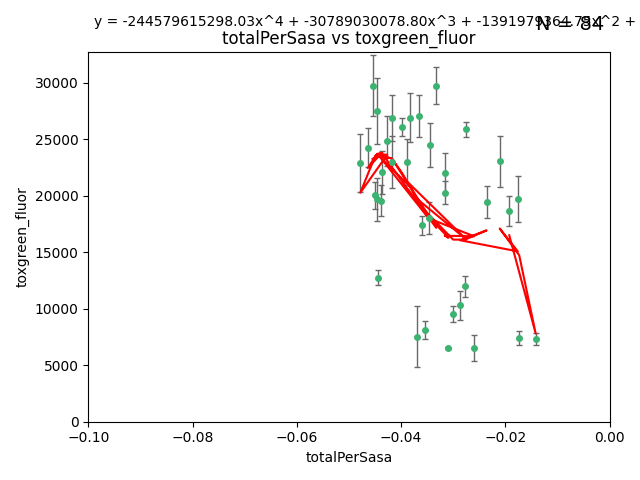 y = -244579615298.03x^4 + -30789030078.80x^3 + -1391979364.78x^2 +
N = 84
totalPerSasa vs toxgreen_fluor
30000
25000
20000
15000
10000
5000
0
toxgreen_fluor
−0.10 −0.08 −0.06 −0.04 −0.02 0.00
totalPerSasa